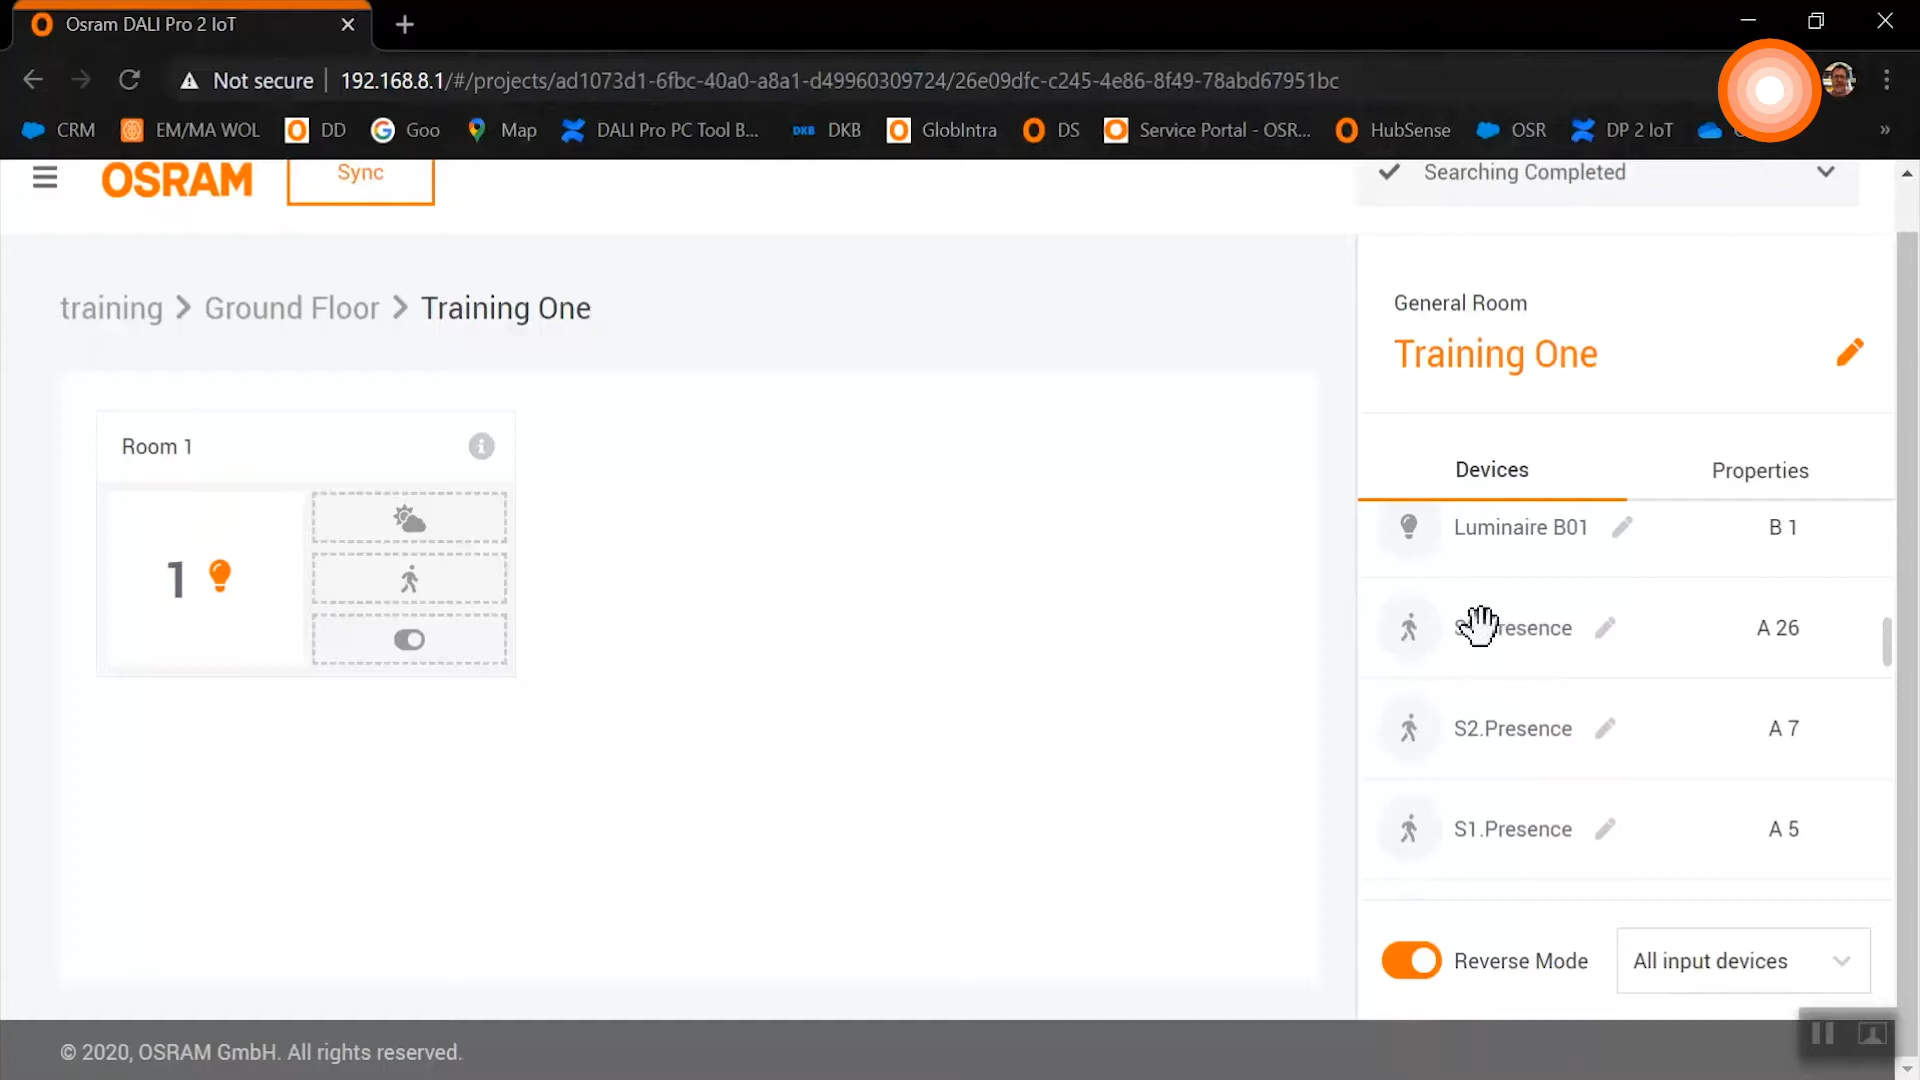 Osram DALI Pro 2 IoT
Not secure 192.168.8.1/#/projects/ad1073d1-6fbc-40a0-a8a1-d49960309724/26e09dfc-c245-4e86-8f49-78abd67951bc
CRM EM/MA WOL DD Goo Map DALI Pro PC Tool B... DKB DKB GlobIntra DS Service Portal - OSR... HubSense OSR DP 2 IoT
OSRAM Sync Searching Completed
training Ground Floor Training One
General Room
Training One
Devices Properties
Room 1
1
Luminaire B01 B 1
A 26
S2.Presence A 7
S1.Presence A 5
Reverse Mode All input devices
© 2020, OSRAM GmbH. All rights reserved.